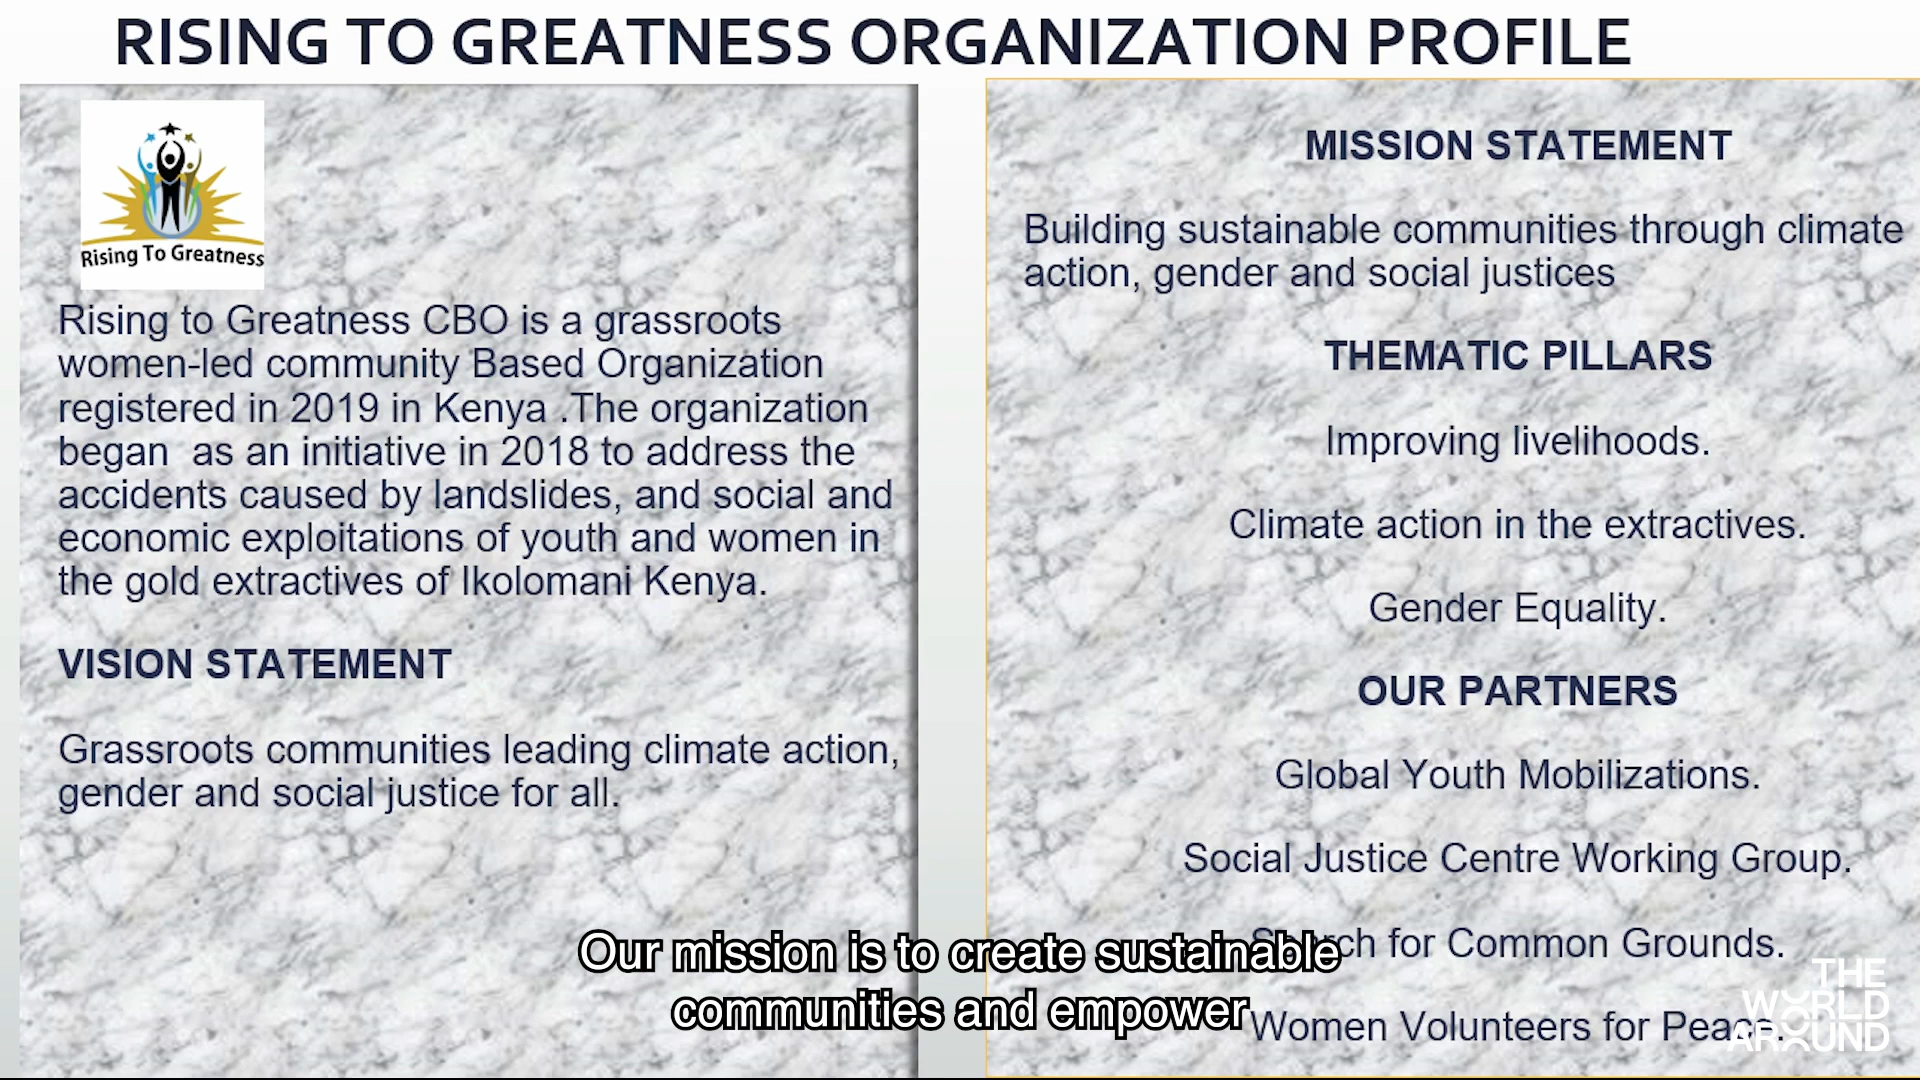 RISING TO GREATNESS ORGANIZATION PROFILE
Rising To Greatness
Rising to Greatness CBO is a grassroots
women-led community Based Organization
registered in 2019 in Kenya .The organization
began  as an initiative in 2018 to address the
accidents caused by landslides, and social and
economic exploitations of youth and women in
the gold extractives of Ikolomani Kenya.
VISION STATEMENT
Grassroots communities leading climate action,
gender and social justice for all.
MISSION STATEMENT
Building sustainable communities through climate
action, gender and social justices
THEMATIC PILLARS
Improving livelihoods.
Climate action in the extractives.
Gender Equality.
OUR PARTNERS
Global Youth Mobilizations.
Social Justice Centre Working Group.
Search for Common Grounds.
Women Volunteers for Peace.
Our mission is to create sustainable
communities and empower
THE
WORLD
AROUND